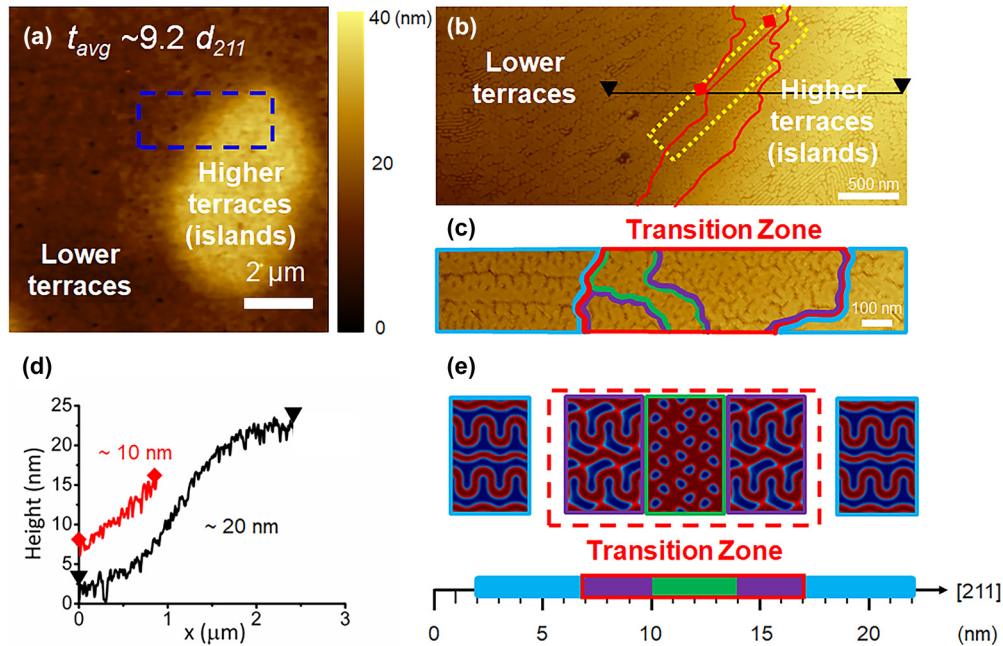 (a) t_avg ~9.2 d_211
Lower
terraces
Higher
terraces
(islands)
2 μm
40 (nm)
20
0
(b)
Lower
terraces
Higher
terraces
(islands)
500 nm
Transition Zone
(c)
100 nm
(d)
Height (nm)
25
20
15
10
5
0
~ 10 nm
~ 20 nm
0 1 2 3
x (μm)
(e)
Transition Zone
[211]
0 5 10 15 20 (nm)